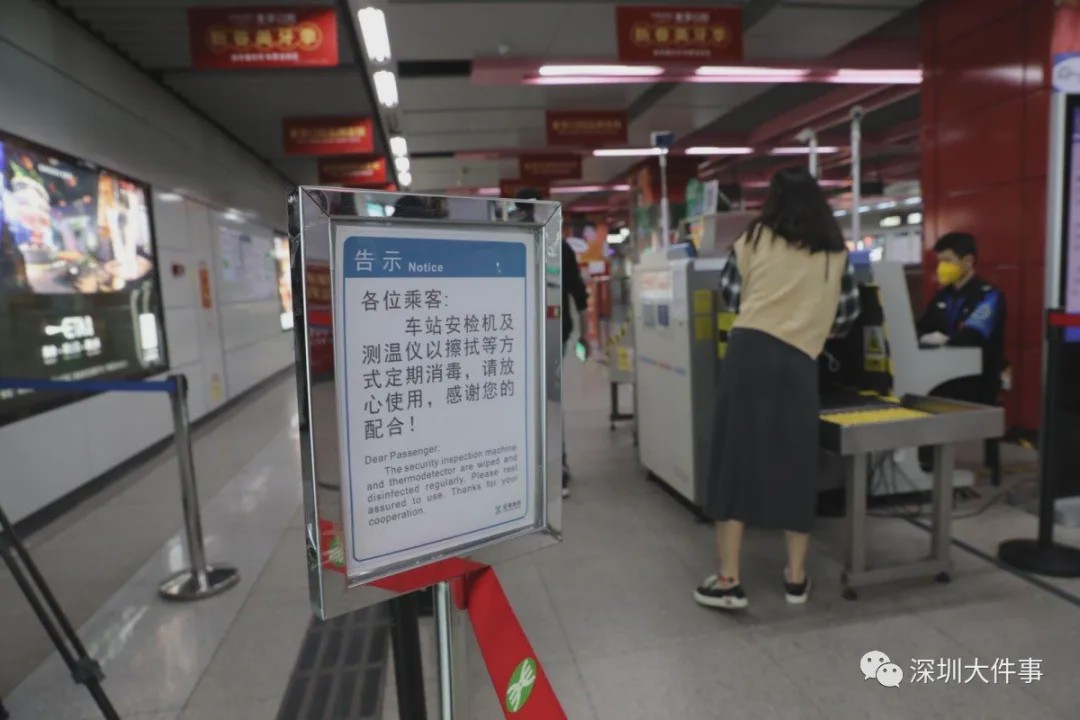 告示 Notice
各位乘客：
车站安检机及
测温仪以擦拭等方
式定期消毒，请放
心使用，感谢您的
配合！
Dear Passenger:
The security inspection machine
and thermodetector are wiped and
disinfected regularly. Please rest
assured to use. Thanks for your
cooperation.
深圳大件事